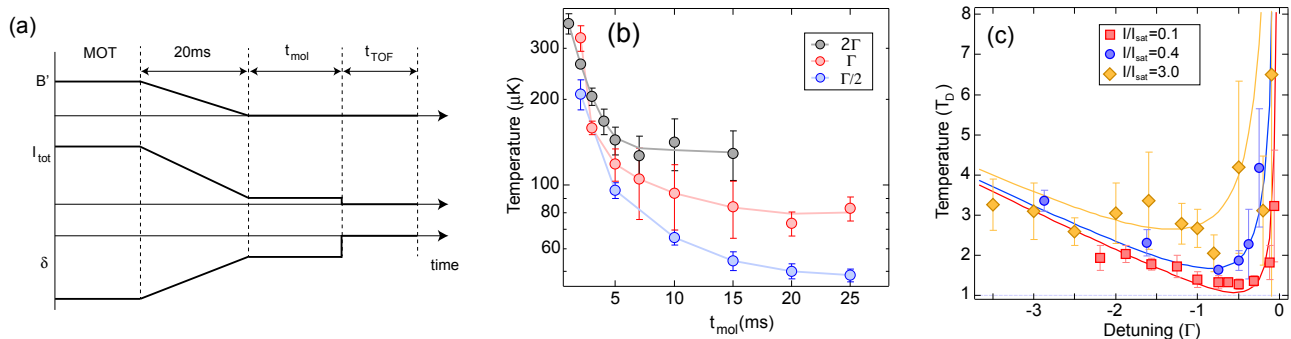 (a)
MOT
20ms
t_mol
t_TOF
B'
I_tot
δ
time
(b)
Temperature (μK)
300
200
100
80
60
2Γ
Γ
Γ/2
5
10
15
20
25
t_mol(ms)
(c)
Temperature (T_D)
8
7
6
5
4
3
2
1
I/I_sat=0.1
I/I_sat=0.4
I/I_sat=3.0
-3
-2
-1
0
Detuning (Γ)